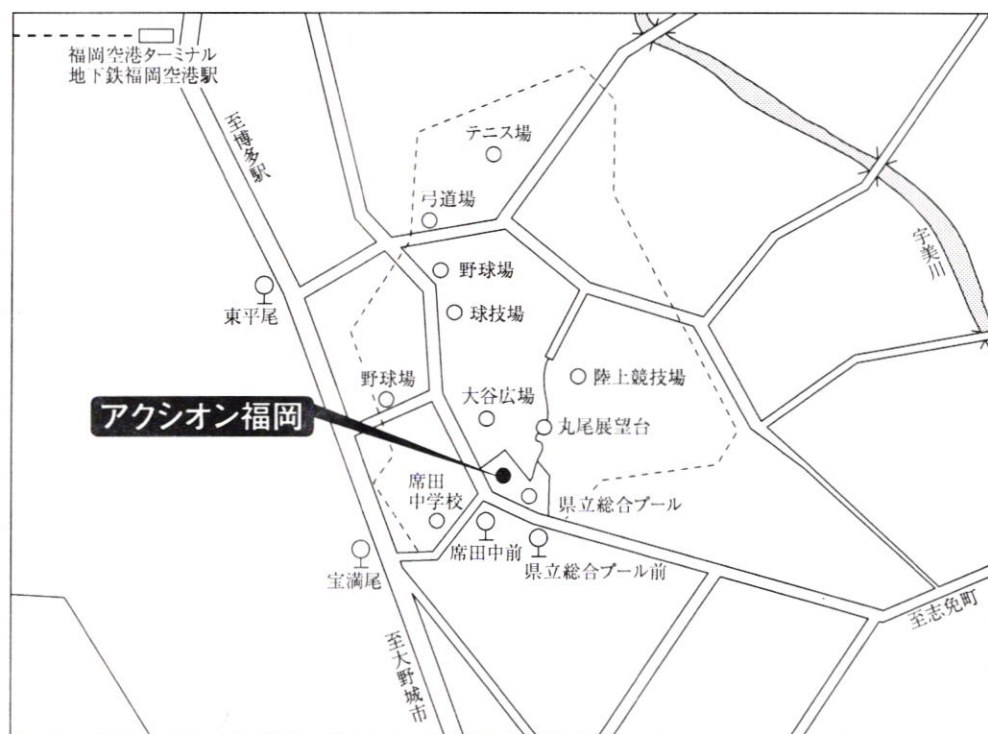 福岡空港ターミナル
地下鉄福岡空港駅
至博多駅
テニス場
弓道場
宇美川
野球場
東平尾
球技場
野球場
大谷広場
陸上競技場
アクシオン福岡
丸尾展望台
席田
中学校
県立総合プール
宝満尾
席田中前
県立総合プール前
至志免町
至大野城市